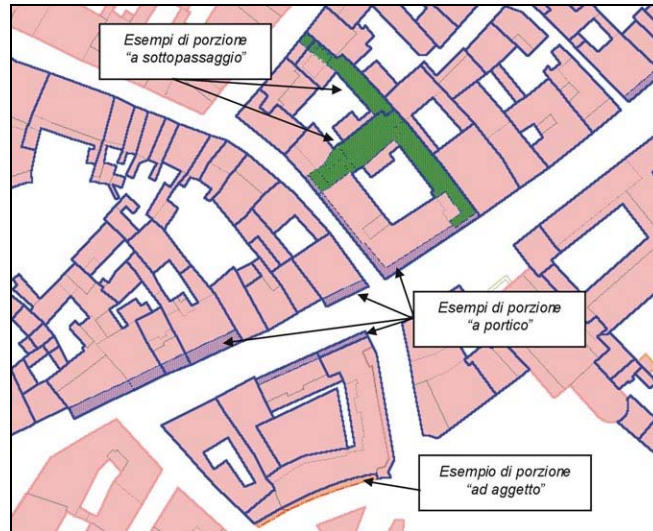 Esempi di porzione
"a sottopassaggio"
Esempi di porzione
"a portico"
Esempio di porzione
"ad aggetto"